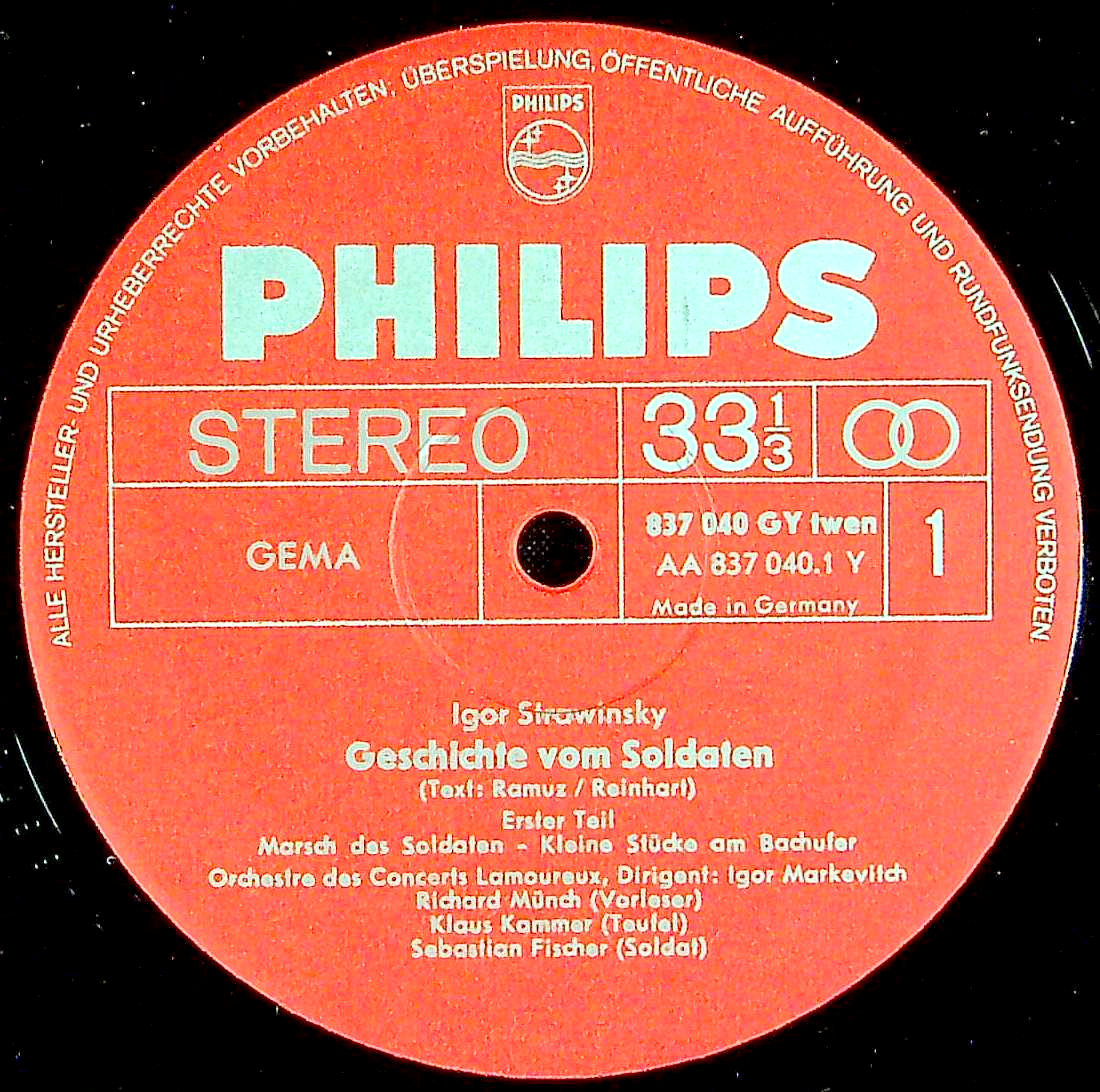 ALLE HERSTELLER- UND URHEBERRECHTE VORBEHALTEN; ÜBERSPIELUNG, ÖFFENTLICHE AUFFÜHRUNG UND RUNDFUNKSENDUNG VERBOTEN.
PHILIPS
PHILIPS
STEREO
33 1/3
GEMA
837 040 GY twen
AA 837 040.1 Y
Made in Germany
1
Igor Strawinsky
Geschichte vom Soldaten
(Text: Ramuz / Reinhart)
Erster Teil
Marsch des Soldaten - Kleine Stücke am Bachufer
Orchestre des Concerts Lamoureux, Dirigent: Igor Markevitch
Richard Münch (Vorleser)
Klaus Kammer (Teufel)
Sebastian Fischer (Soldat)